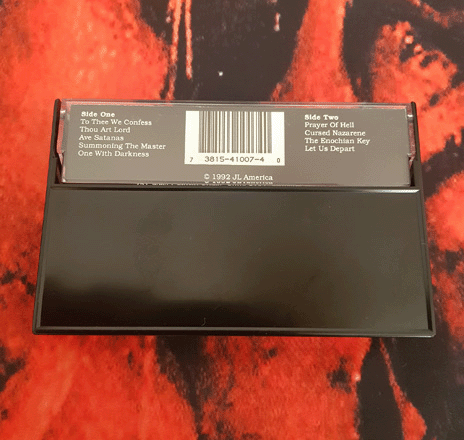 Side One
To Thee We Confess
Thou Art Lord
Ave Satanas
Summoning The Master
One With Darkness
7 3815-41007-4 0
Side Two
Prayer Of Hell
Cursed Nazarene
The Enochian Key
Let Us Depart
© 1992 JL America